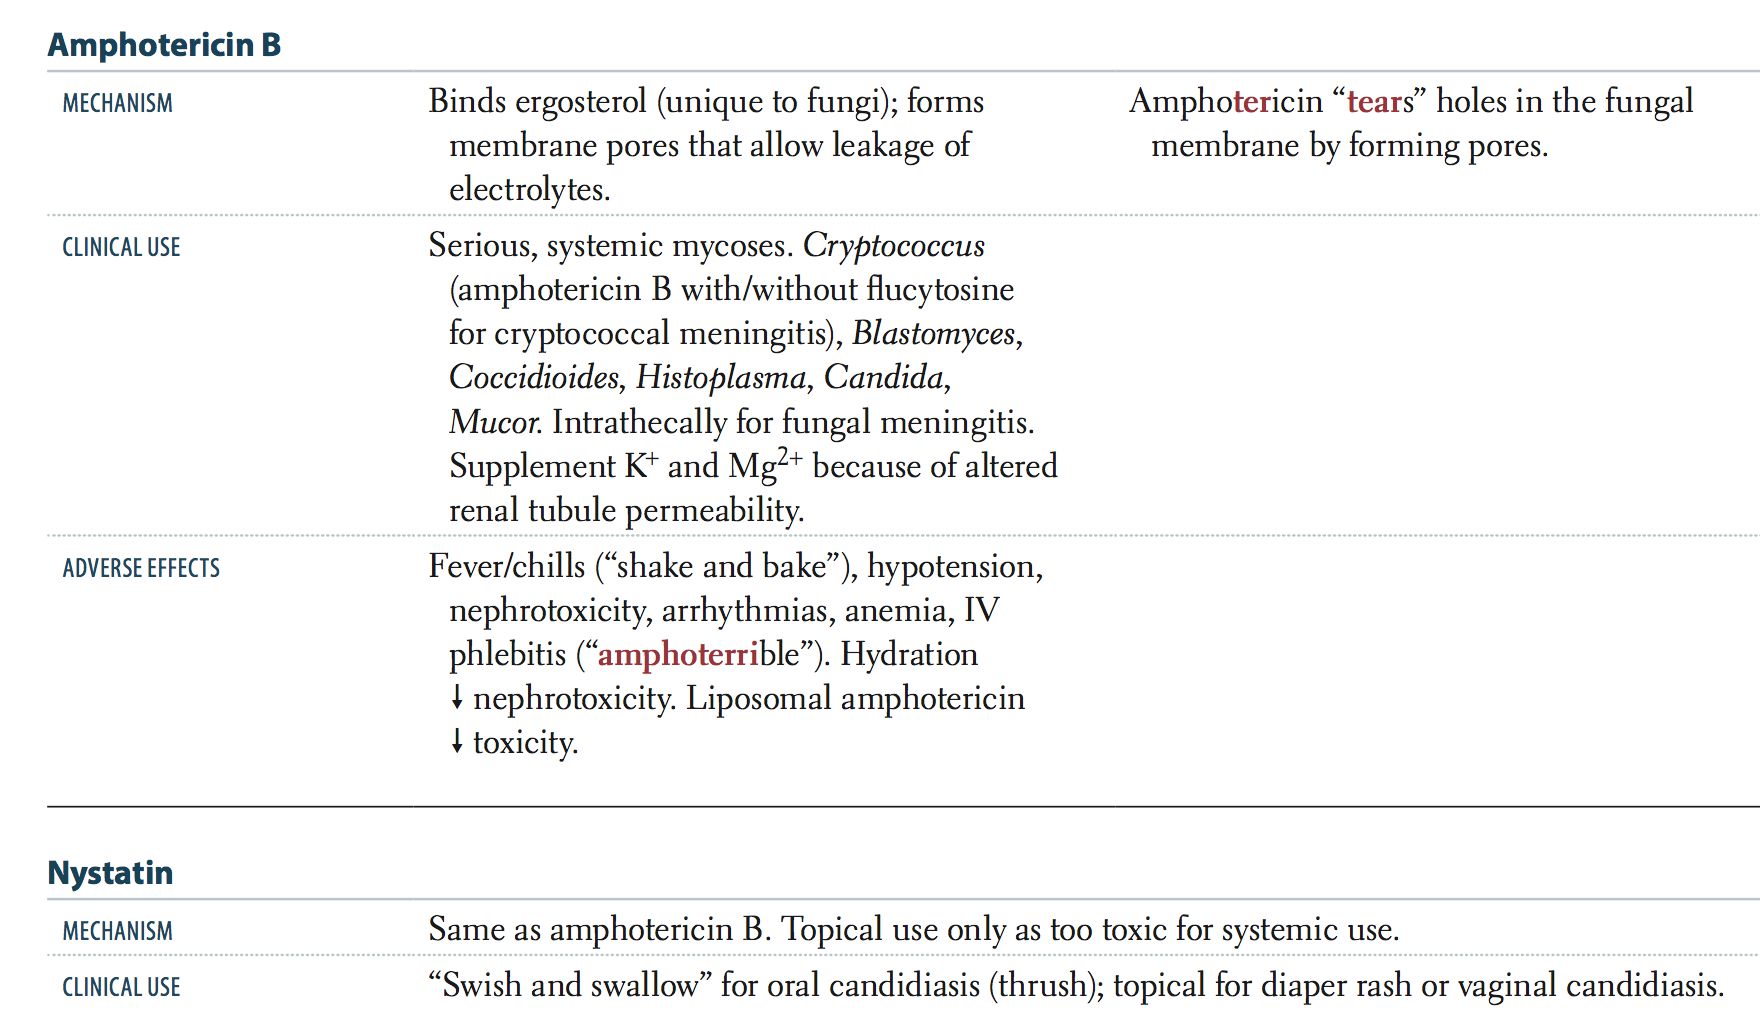 Amphotericin B
MECHANISM
Binds ergosterol (unique to fungi); forms
membrane pores that allow leakage of
electrolytes.
Amphotericin “tears” holes in the fungal
membrane by forming pores.
CLINICAL USE
Serious, systemic mycoses. Cryptococcus
(amphotericin B with/without flucytosine
for cryptococcal meningitis), Blastomyces,
Coccidioides, Histoplasma, Candida,
Mucor. Intrathecally for fungal meningitis.
Supplement K⁺ and Mg²⁺ because of altered
renal tubule permeability.
ADVERSE EFFECTS
Fever/chills (“shake and bake”), hypotension,
nephrotoxicity, arrhythmias, anemia, IV
phlebitis (“amphoterrible”). Hydration
↓ nephrotoxicity. Liposomal amphotericin
↓ toxicity.
Nystatin
MECHANISM
Same as amphotericin B. Topical use only as too toxic for systemic use.
CLINICAL USE
“Swish and swallow” for oral candidiasis (thrush); topical for diaper rash or vaginal candidiasis.